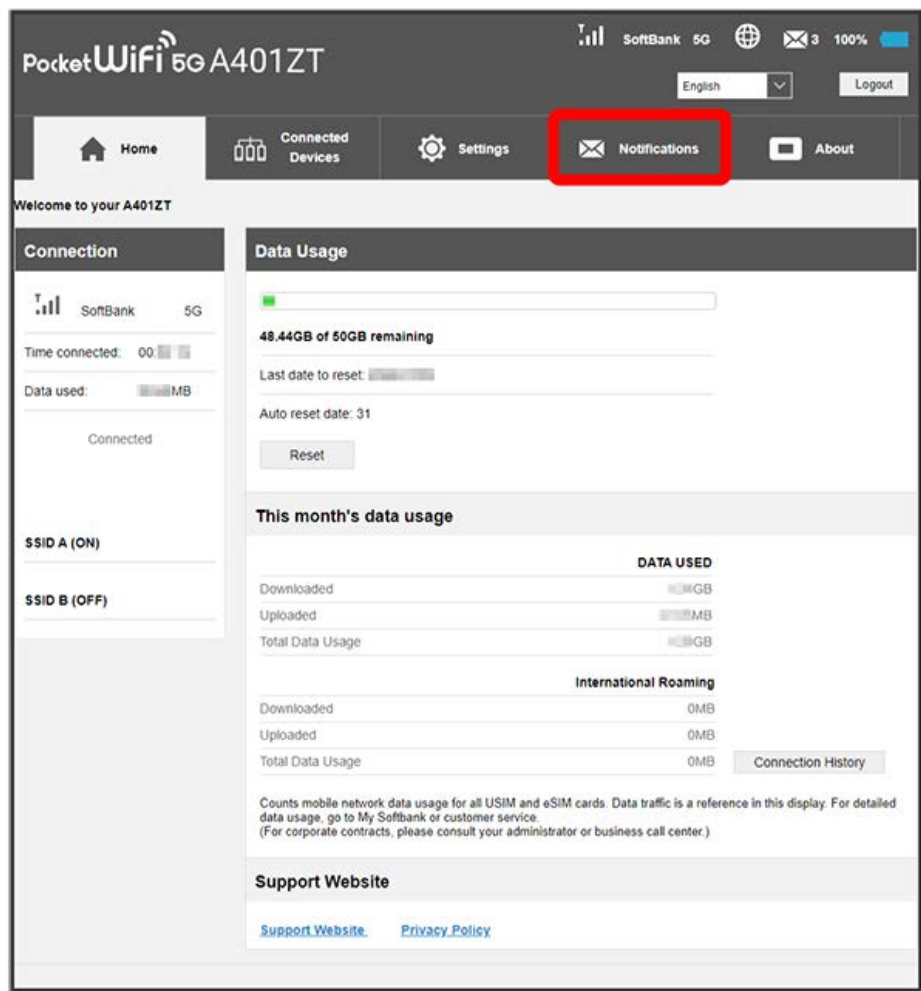 Pocket WiFi 5G A401ZT
SoftBank 5G 3 100%
English Logout
Home Connected Devices Settings Notifications About
Welcome to your A401ZT
Connection
SoftBank 5G
Time connected: 00:
Data used: MB
Connected
SSID A (ON)
SSID B (OFF)
Data Usage
48.44GB of 50GB remaining
Last date to reset:
Auto reset date: 31
Reset
This month's data usage
DATA USED
Downloaded GB
Uploaded MB
Total Data Usage GB
International Roaming
Downloaded 0MB
Uploaded 0MB
Total Data Usage 0MB Connection History
Counts mobile network data usage for all USIM and eSIM cards. Data traffic is a reference in this display. For detailed
data usage, go to My Softbank or customer service.
(For corporate contracts, please consult your administrator or business call center.)
Support Website
Support Website Privacy Policy